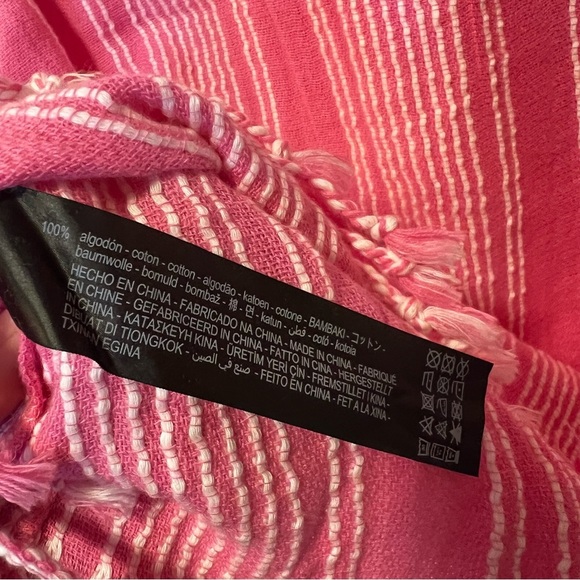 100% algodón - coton - cotton - algodão - katoen - cotone - BAMBAKI - コットン -
baumwolle - bomuld - bombaž - 棉 - 면 - katun - قطن - coló - kotoia
HECHO EN CHINA - FABRICADO NA CHINA - MADE IN CHINA - FABRIQUÉ
EN CHINE - GEFABRICEERD IN CHINA - FATTO IN CINA - HERGESTELLT
IN CHINA - ΚΑΤΑΣΚΕΥΗ ΚΙΝΑ - ÜRETİM YERİ ÇİN - FREMSTILLET I KINA -
DI TIONGKOK - صنع في الصين - FEITO EN CHINA - FET A LA XINA -
TXINAN EGINA